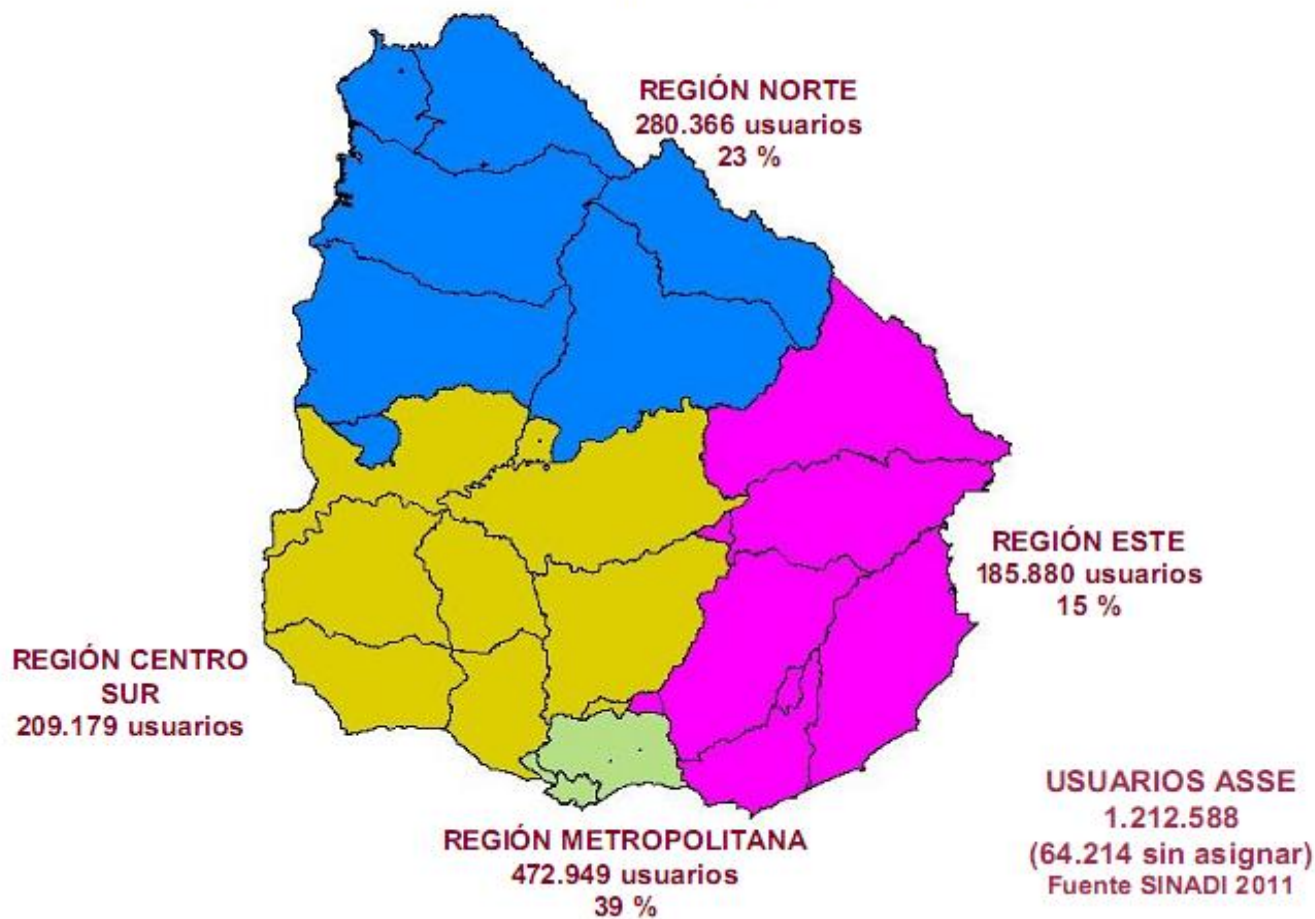 REGIÓN NORTE
280.366 usuarios
23 %
REGIÓN ESTE
185.880 usuarios
15 %
REGIÓN CENTRO
SUR
209.179 usuarios
REGIÓN METROPOLITANA
472.949 usuarios
39 %
USUARIOS ASSE
1.212.588
(64.214 sin asignar)
Fuente SINADI 2011